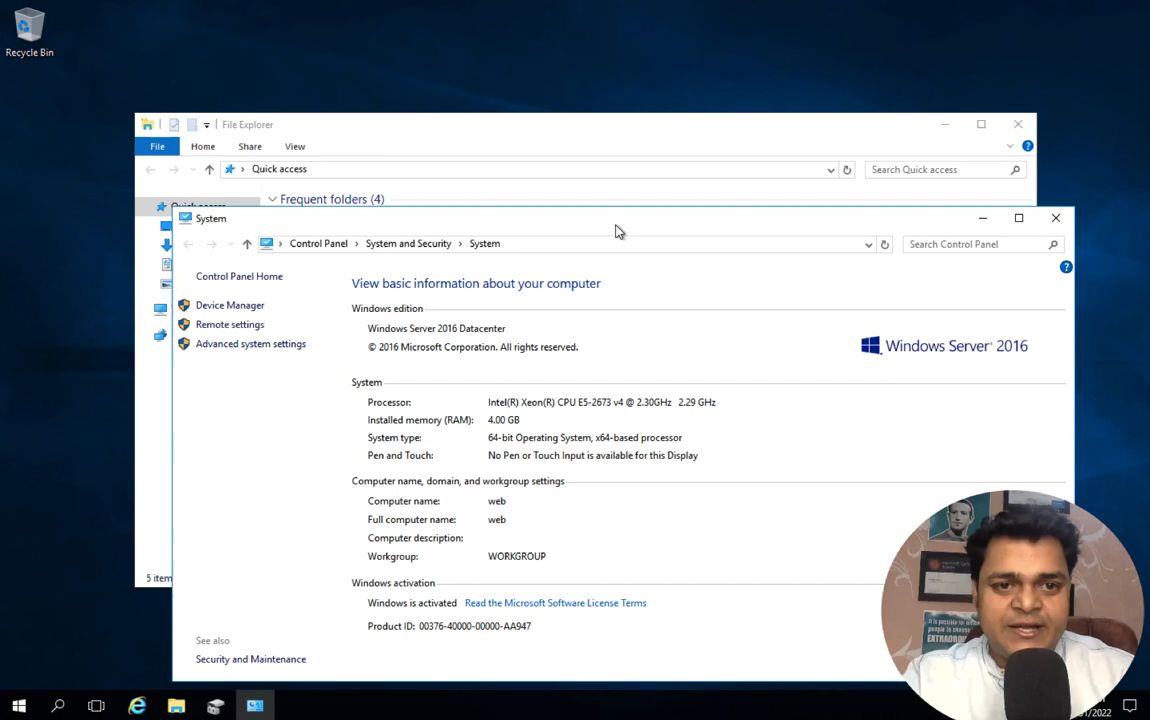 Recycle Bin
File Explorer
File Home Share View
Quick access
Search Quick access
Frequent folders (4)
System
Control Panel System and Security System
Search Control Panel
Control Panel Home
Device Manager
Remote settings
Advanced system settings
View basic information about your computer
Windows edition
Windows Server 2016 Datacenter
© 2016 Microsoft Corporation. All rights reserved.
Windows Server® 2016
System
Processor: Intel(R) Xeon(R) CPU E5-2673 v4 @ 2.30GHz 2.29 GHz
Installed memory (RAM): 4.00 GB
System type: 64-bit Operating System, x64-based processor
Pen and Touch: No Pen or Touch Input is available for this Display
Computer name, domain, and workgroup settings
Computer name: web
Full computer name: web
Computer description:
Workgroup: WORKGROUP
Windows activation
Windows is activated Read the Microsoft Software License Terms
Product ID: 00376-40000-00000-AA947
See also
Security and Maintenance
5 item